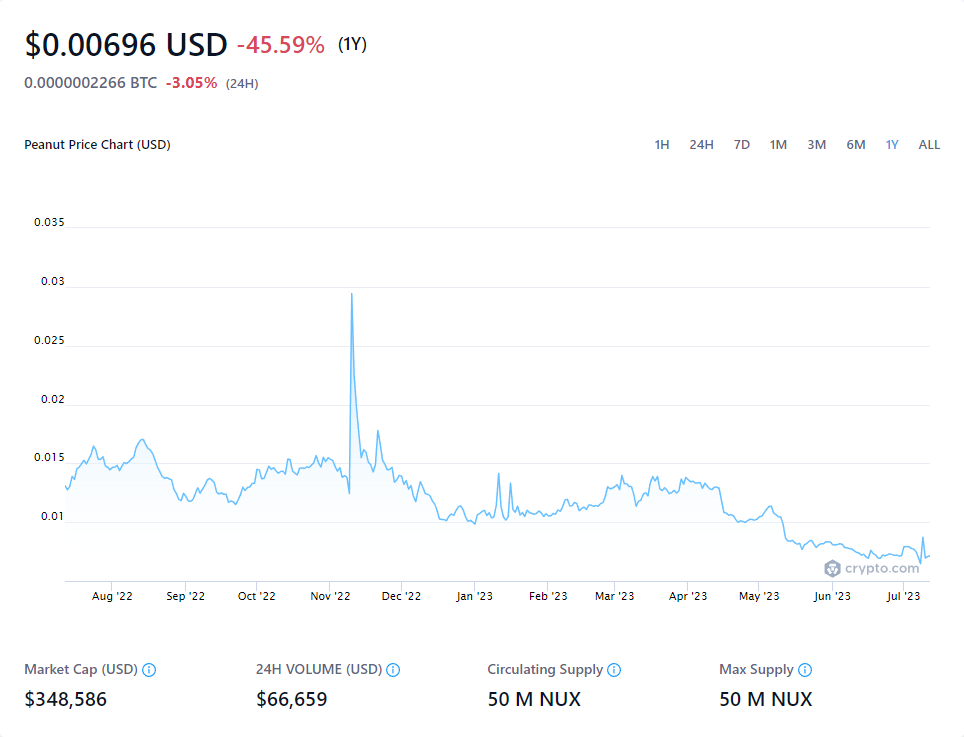 $0.00696 USD -45.59% (1Y)
0.0000002266 BTC -3.05% (24H)
Peanut Price Chart (USD) 1H 24H 7D 1M 3M 6M 1Y ALL
0.035
0.03
0.025
0.02
0.015
0.01
crypto.com
Aug '22 Sep '22 Oct '22 Nov '22 Dec '22 Jan '23 Feb '23 Mar '23 Apr '23 May '23 Jun '23 Jul '23
Market Cap (USD) 24H VOLUME (USD) Circulating Supply Max Supply
$348,586 $66,659 50 M NUX 50 M NUX